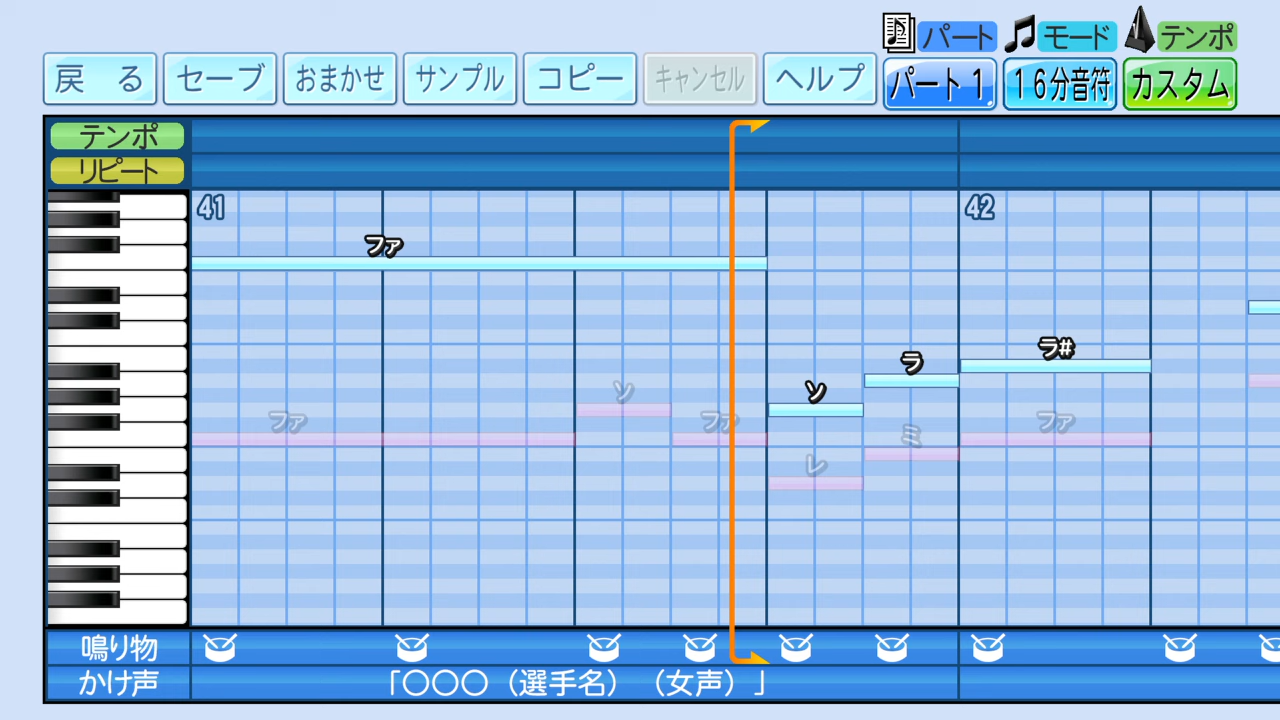 パート モード テンポ
戻る セーブ おまかせ サンプル コピー キャンセル ヘルプ パート1 16分音符 カスタム
テンポ
リピート
41 42
ファ
ラ#
ラ
ソ ソ
ファ ファ ファ
ミ
レ
鳴り物
かけ声 「〇〇〇（選手名）（女声）」